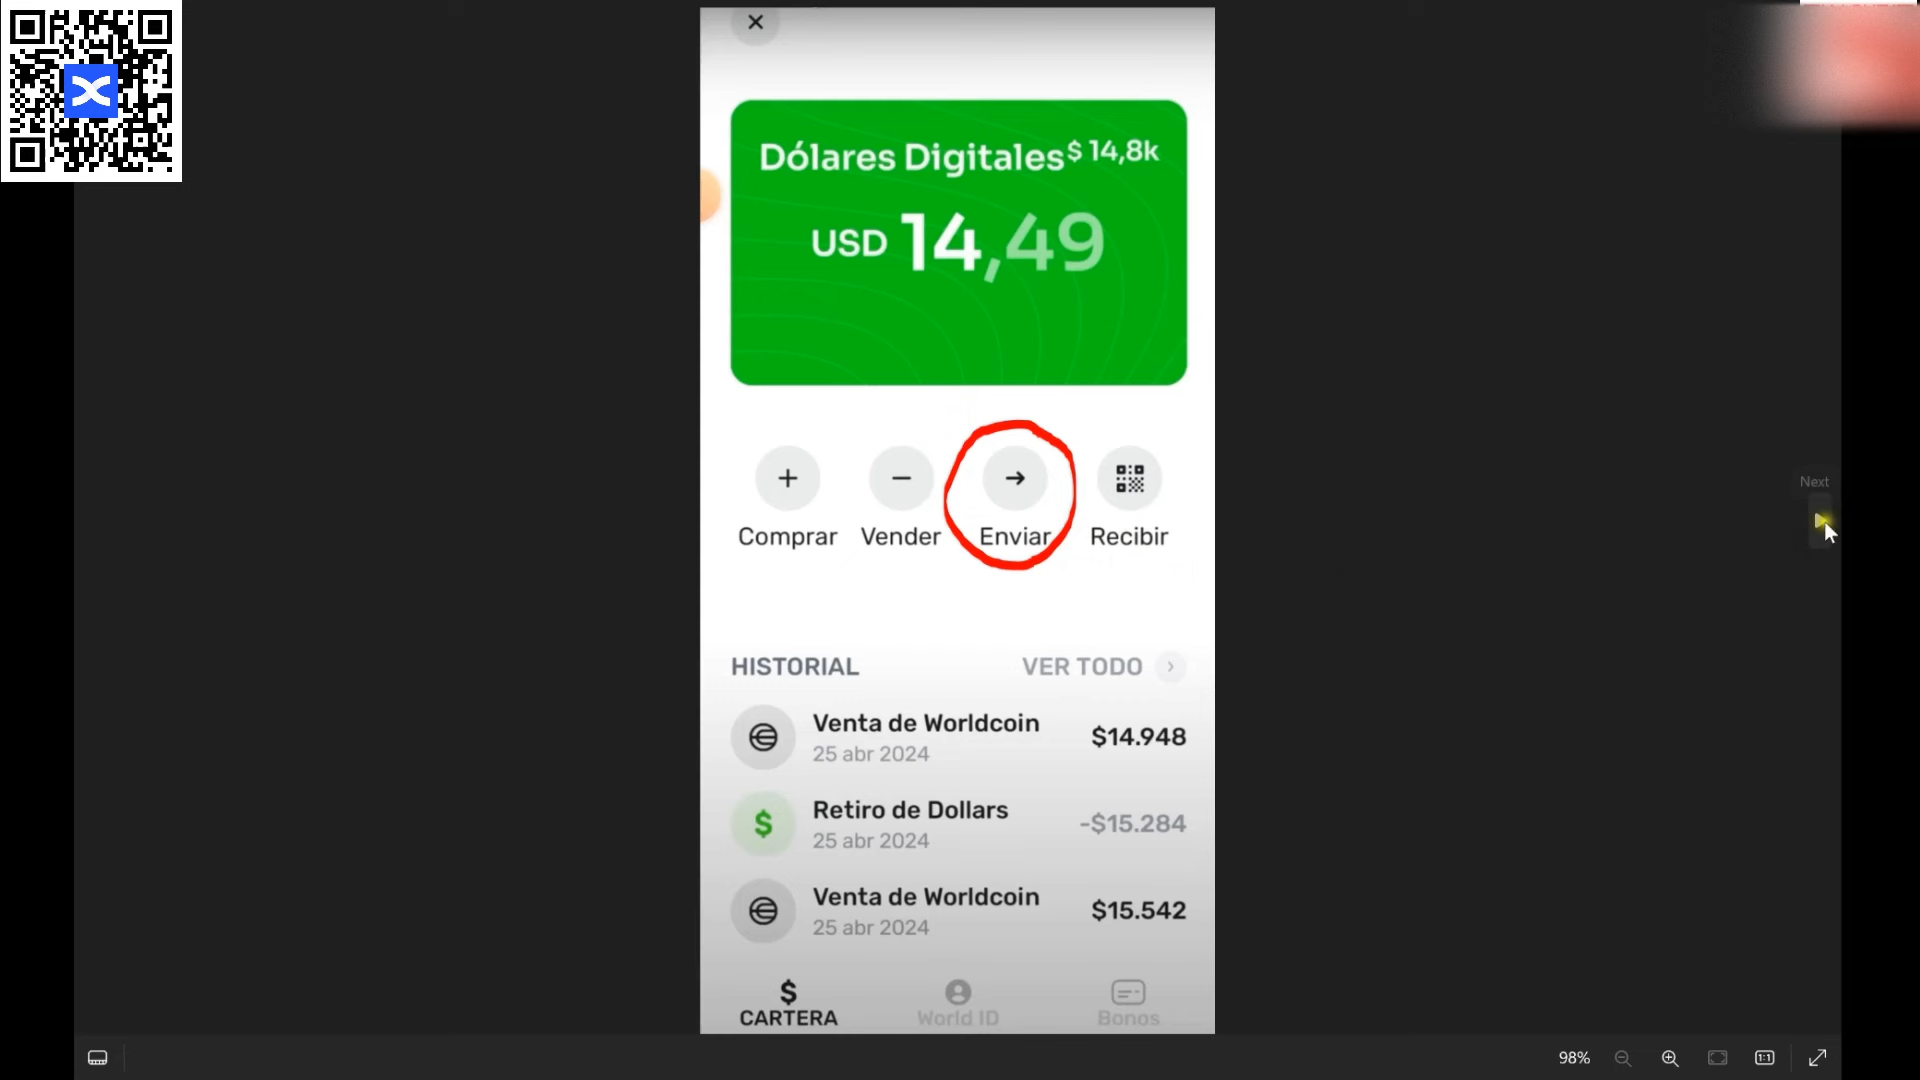 Dólares Digitales $ 14,8k
USD 14,49
Comprar Vender Enviar Recibir
Next
HISTORIAL VER TODO
Venta de Worldcoin $14.948
25 abr 2024
Retiro de Dollars -$15.284
25 abr 2024
Venta de Worldcoin $15.542
25 abr 2024
$
CARTERA World ID Bonos
98% 1:1